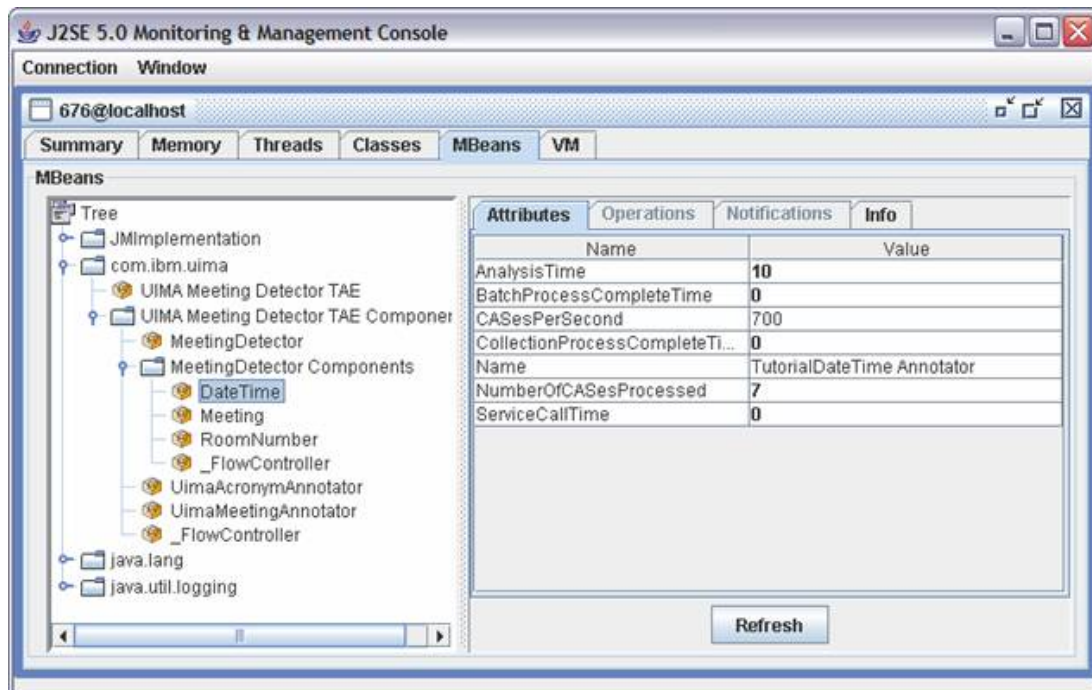 J2SE 5.0 Monitoring & Management Console
Connection Window
676@localhost
Summary Memory Threads Classes MBeans VM
MBeans
Tree
JMImplementation
com.ibm.uima
UIMA Meeting Detector TAE
UIMA Meeting Detector TAE Componer
MeetingDetector
MeetingDetector Components
DateTime
Meeting
RoomNumber
_FlowController
UimaAcronymAnnotator
UimaMeetingAnnotator
_FlowController
java.lang
java.util.logging
Attributes Operations Notifications Info
Name Value
AnalysisTime 10
BatchProcessCompleteTime 0
CASesPerSecond 700
CollectionProcessCompleteTi... 0
Name TutorialDateTime Annotator
NumberOfCASesProcessed 7
ServiceCallTime 0
Refresh